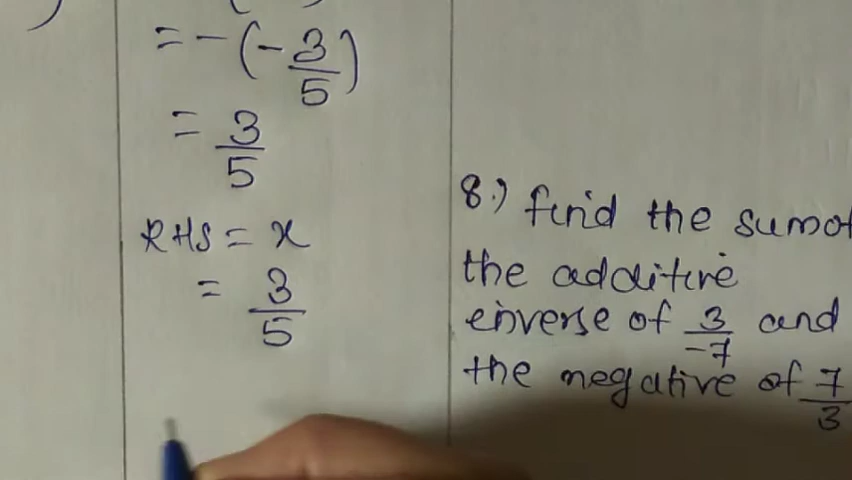 = -(-3/5)
= 3/5
RHS = x
= 3/5
8.) find the sum of
the additive
enverse of 3/-7 and
the negative of 7/3